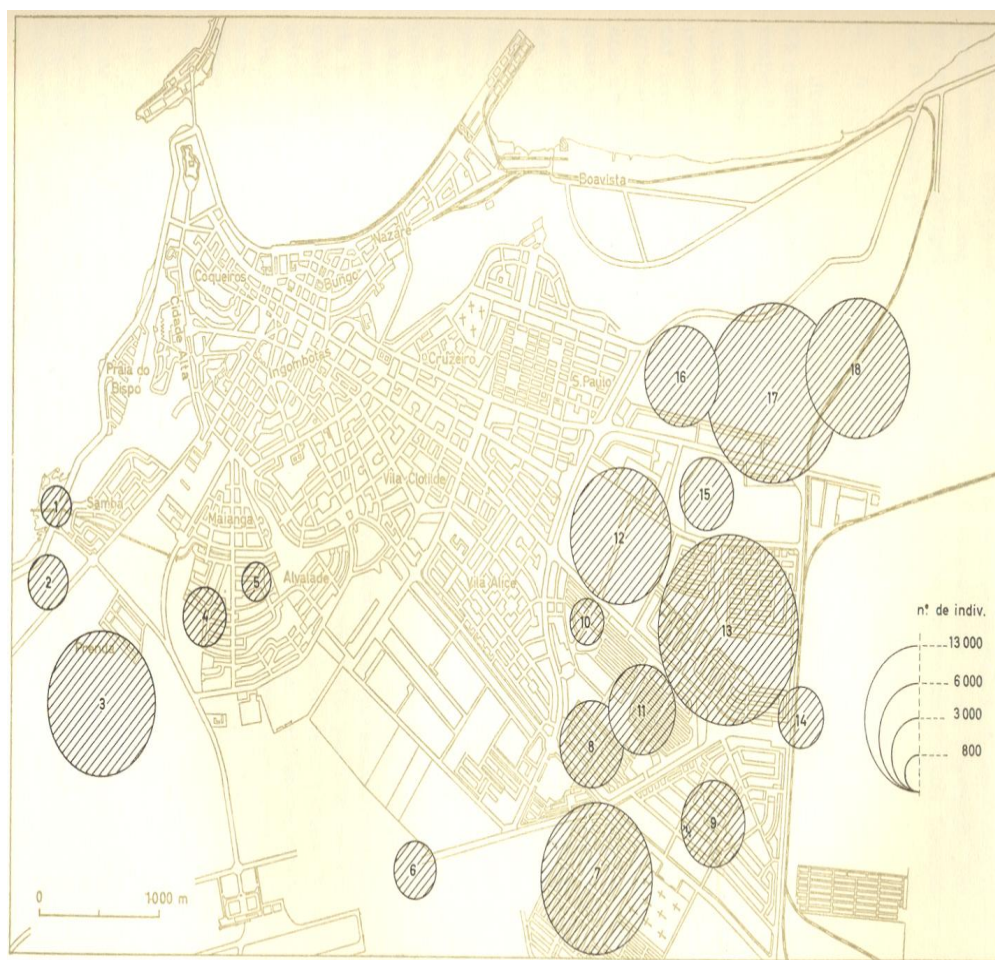 Boavista
Nazaré
Coqueiros
Bungo
Cidade Alta
Ingombotas
Cruzeiro
Praia do
Bispo
S. Paulo
16
17
18
Vila Clotilde
15
1
Samba
Maianga
12
2
5
Alvalade
Vila Alice
4
10
13
nº de indiv.
13 000
6 000
3 000
800
Prenda
3
11
14
8
9
6
7
0
1000 m